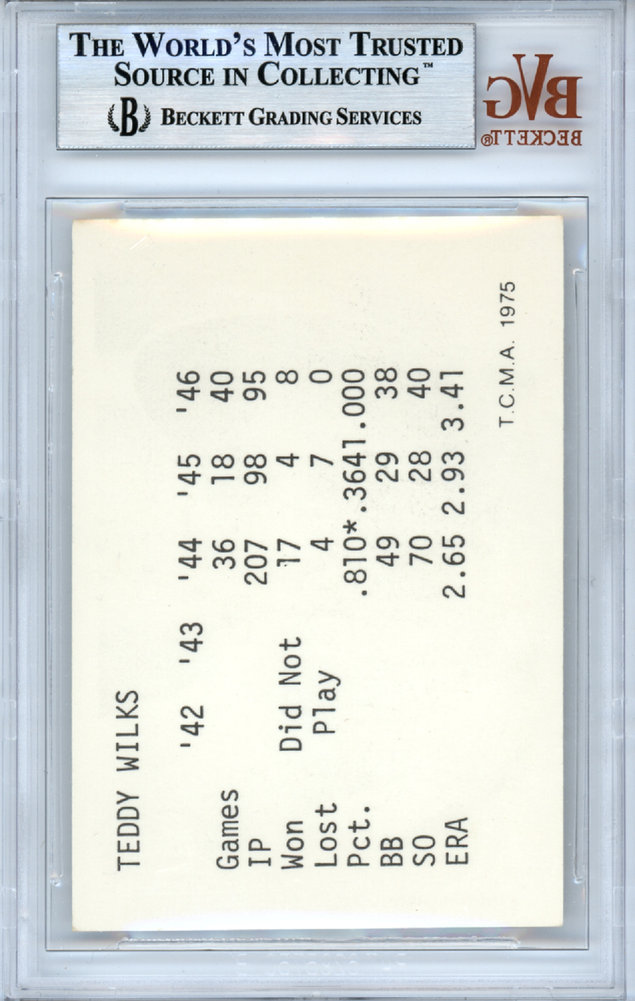 THE WORLD'S MOST TRUSTED
SOURCE IN COLLECTING™
B BECKETT GRADING SERVICES
BVG
BECKETT®
TEDDY WILKS
'42 '43 '44 '45 '46
Games 36 18 40
IP 207 98 95
Won Did Not 17 4 8
Lost Play 4 7 0
Pct. .810*.3641.000
BB 49 29 38
SO 70 28 40
ERA 2.65 2.93 3.41
T.C.M.A. 1975